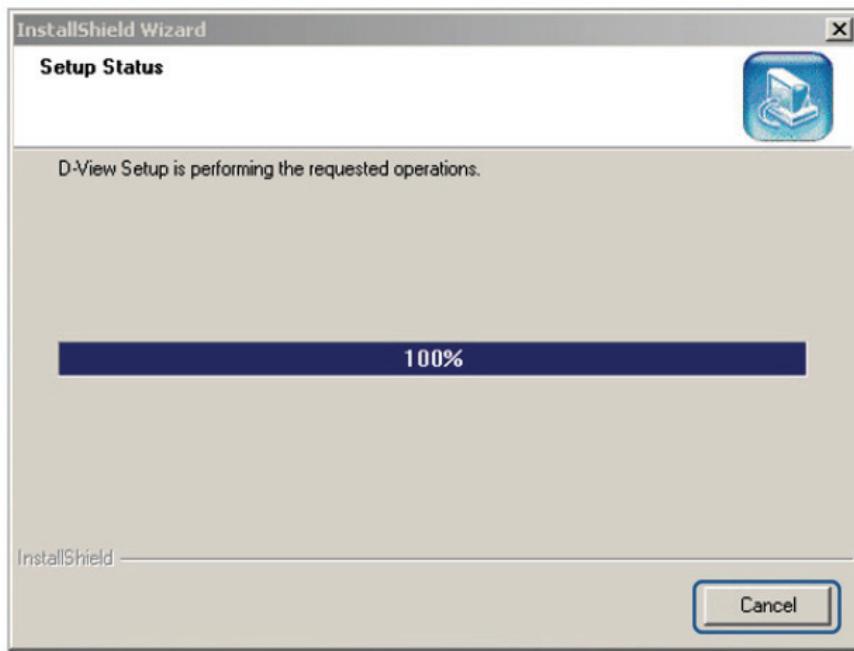 InstallShield Wizard
Setup Status
D-View Setup is performing the requested operations.
100%
InstallShield
Cancel